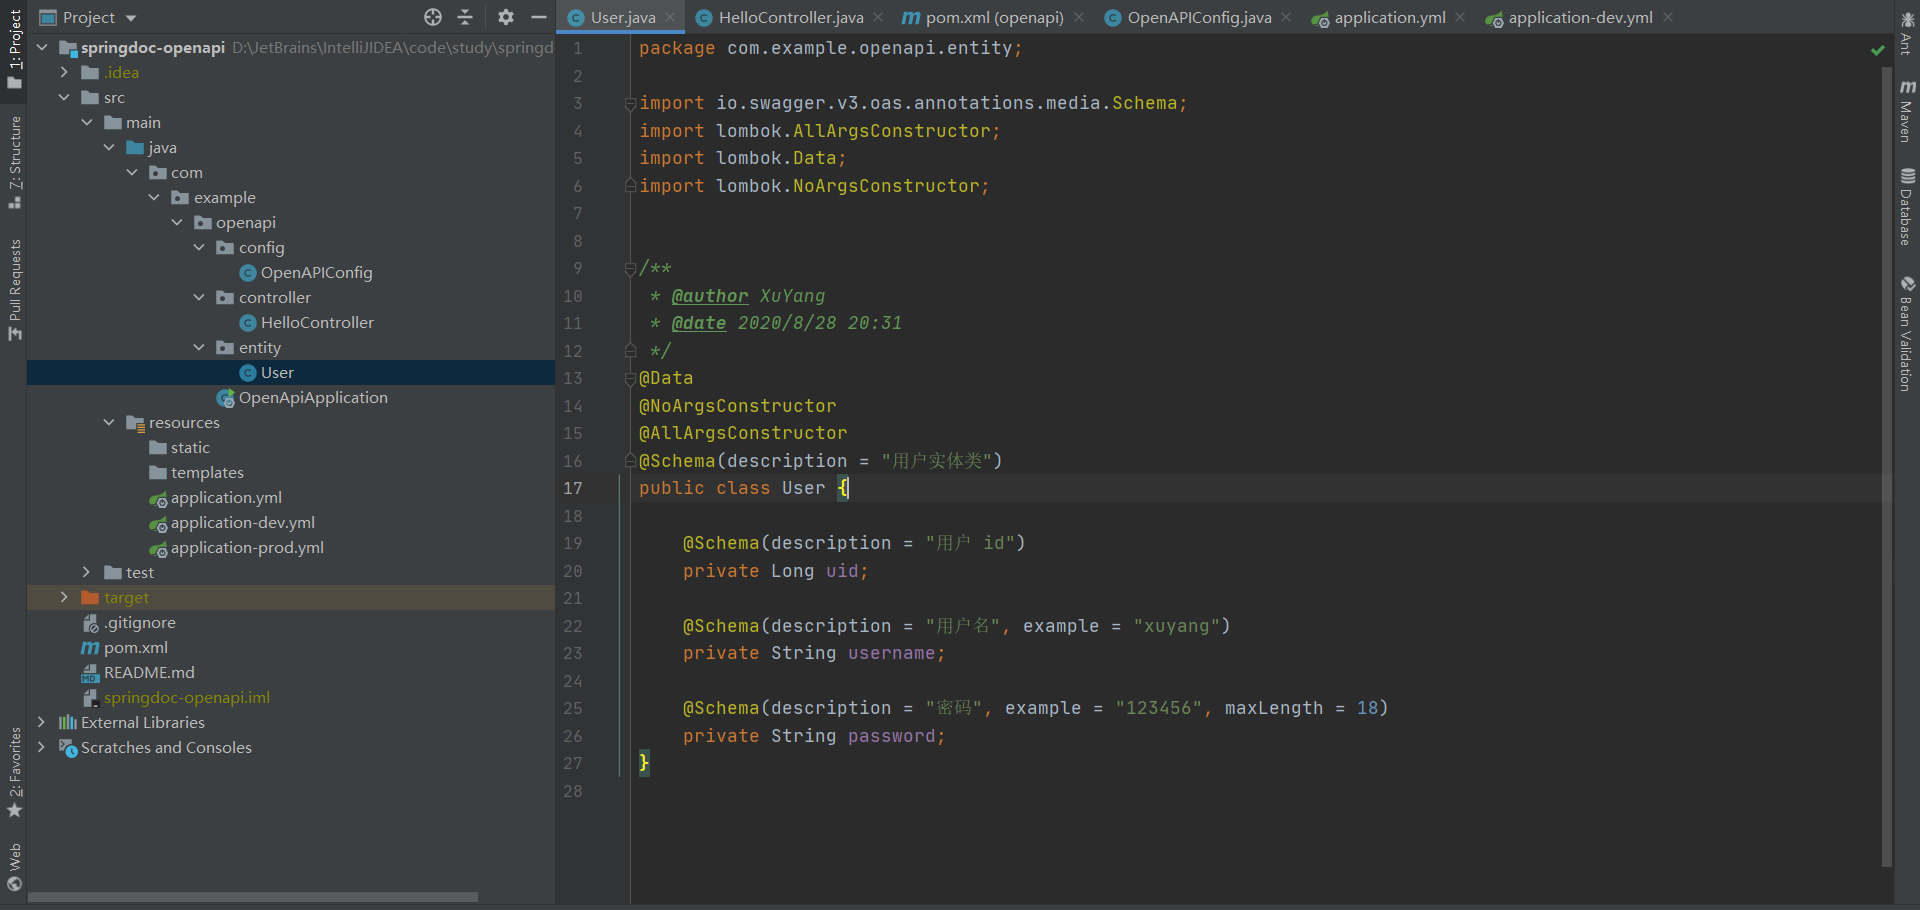 1: Project
7: Structure
Pull Requests
2: Favorites
Web
Project
springdoc-openapi D:\JetBrains\IntelliJIDEA\code\study\springd
.idea
src
main
java
com
example
openapi
config
OpenAPIConfig
controller
HelloController
entity
User
OpenApiApplication
resources
static
templates
application.yml
application-dev.yml
application-prod.yml
test
target
.gitignore
pom.xml
README.md
springdoc-openapi.iml
External Libraries
Scratches and Consoles
User.java HelloController.java pom.xml (openapi) OpenAPIConfig.java application.yml application-dev.yml
1 package com.example.openapi.entity;
2
3 import io.swagger.v3.oas.annotations.media.Schema;
4 import lombok.AllArgsConstructor;
5 import lombok.Data;
6 import lombok.NoArgsConstructor;
7
8
9 /**
10 * @author XuYang
11 * @date 2020/8/28 20:31
12 */
13 @Data
14 @NoArgsConstructor
15 @AllArgsConstructor
16 @Schema(description = "用户实体类")
17 public class User {
18
19 @Schema(description = "用户 id")
20 private Long uid;
21
22 @Schema(description = "用户名", example = "xuyang")
23 private String username;
24
25 @Schema(description = "密码", example = "123456", maxLength = 18)
26 private String password;
27 }
28
Ant
Maven
Database
Bean Validation